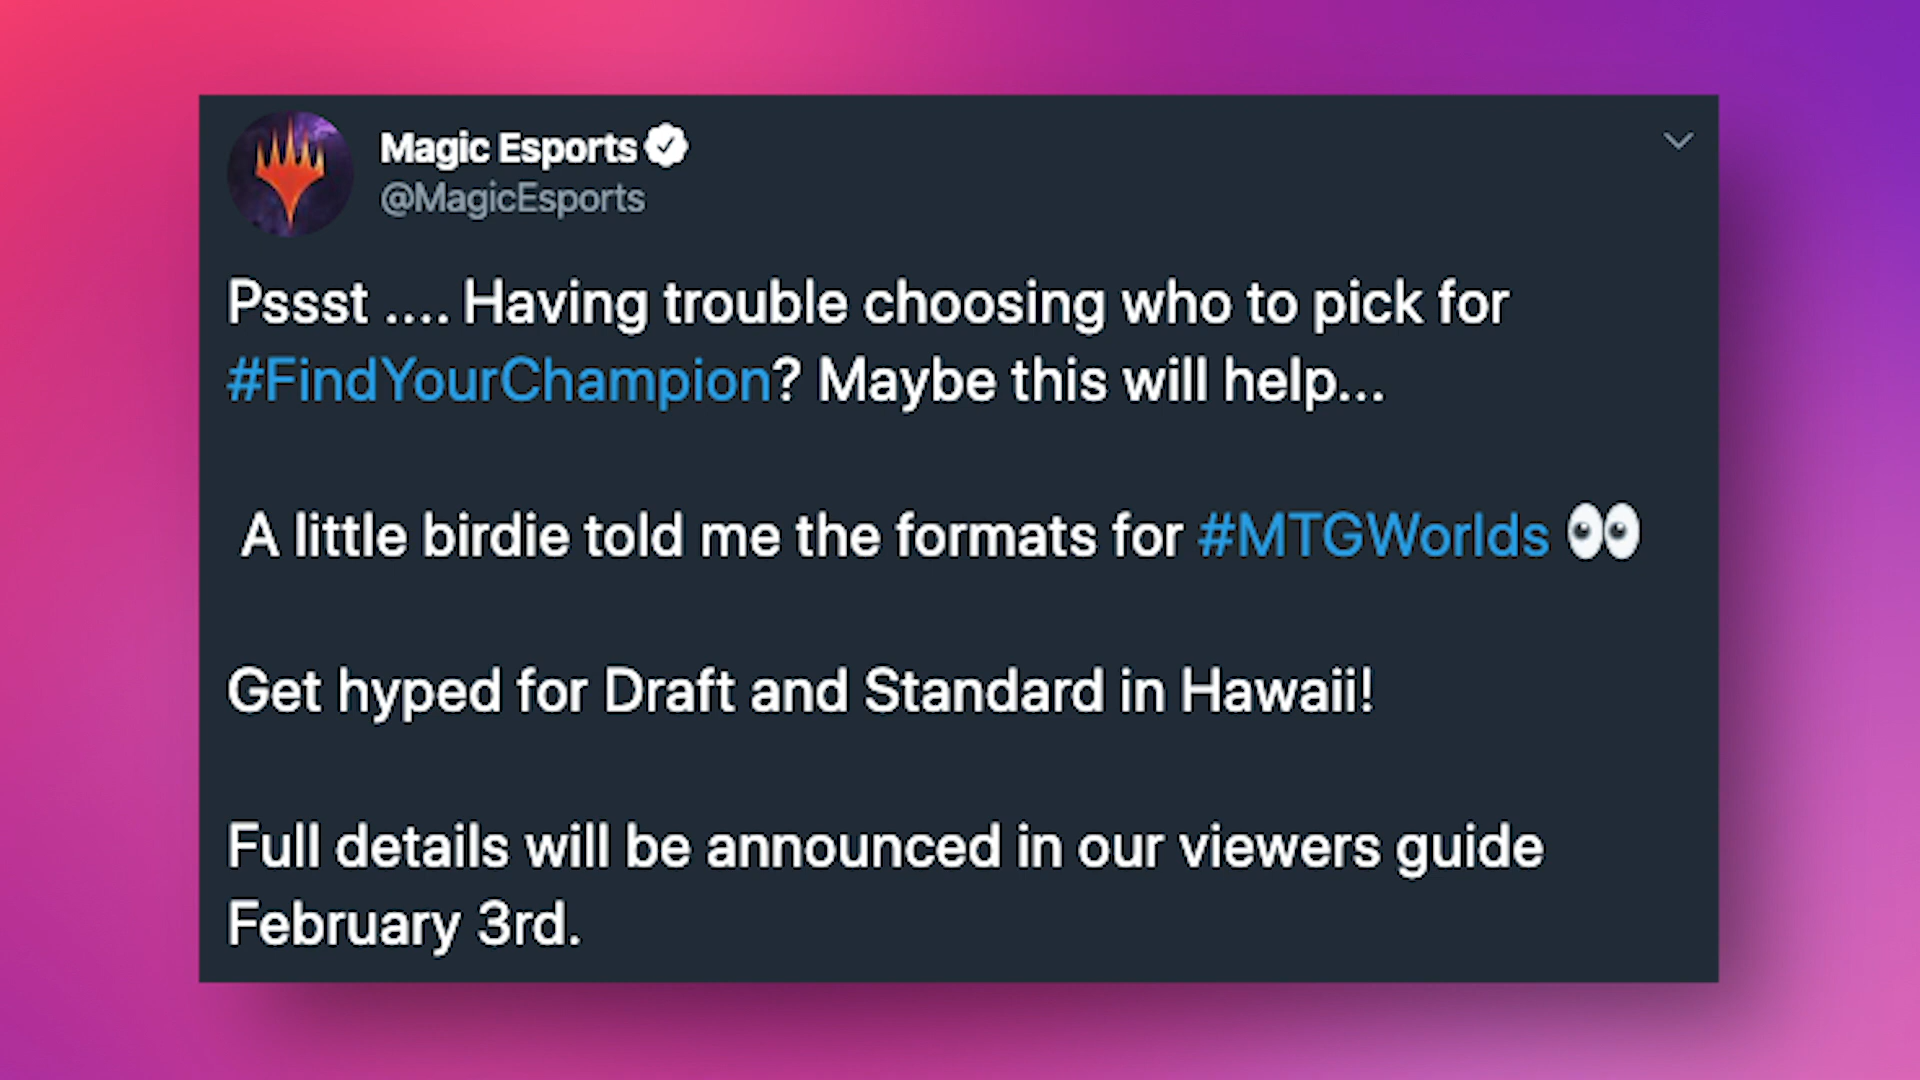 Magic Esports
@MagicEsports
Pssst .... Having trouble choosing who to pick for
#FindYourChampion? Maybe this will help...
A little birdie told me the formats for #MTGWorlds 👀
Get hyped for Draft and Standard in Hawaii!
Full details will be announced in our viewers guide
February 3rd.